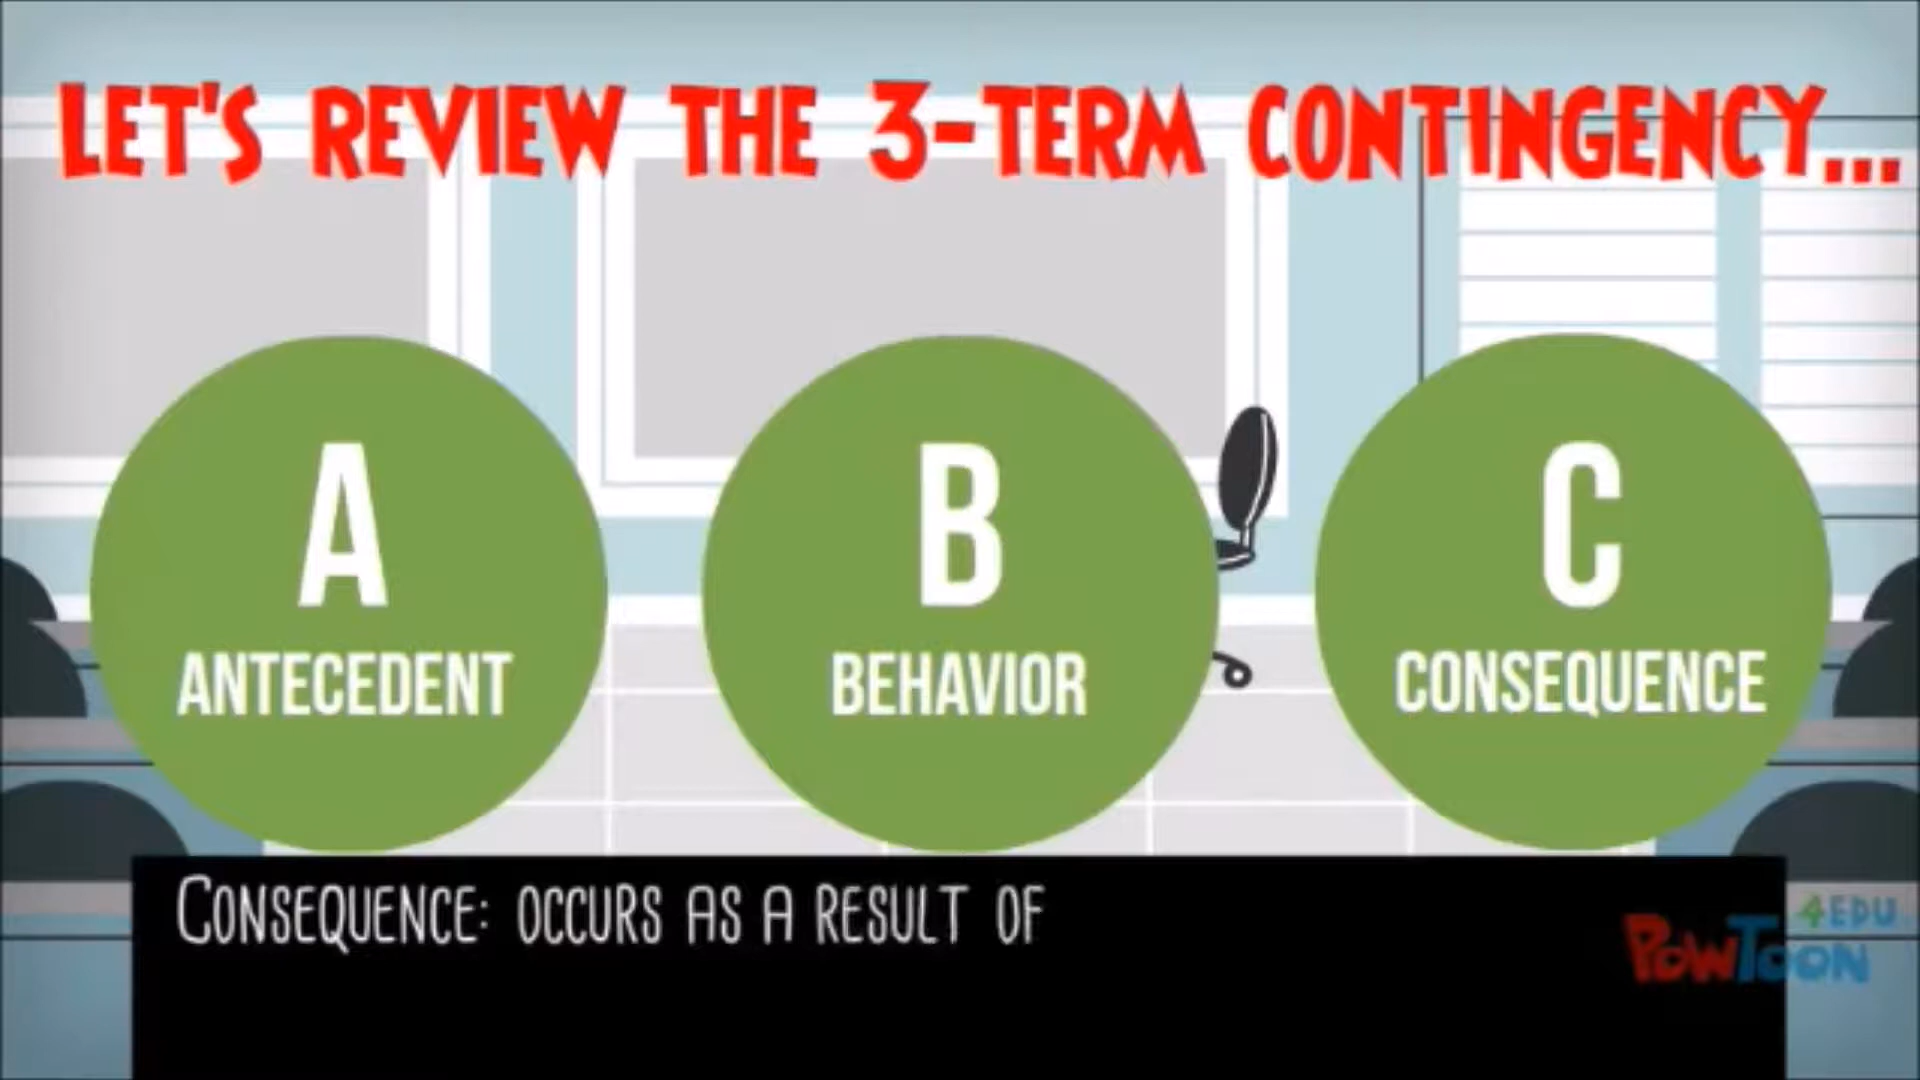 LET'S REVIEW THE 3-TERM CONTINGENCY...
A
ANTECEDENT
B
BEHAVIOR
C
CONSEQUENCE
CONSEQUENCE: OCCURS AS A RESULT OF
4EDU
POWTOON